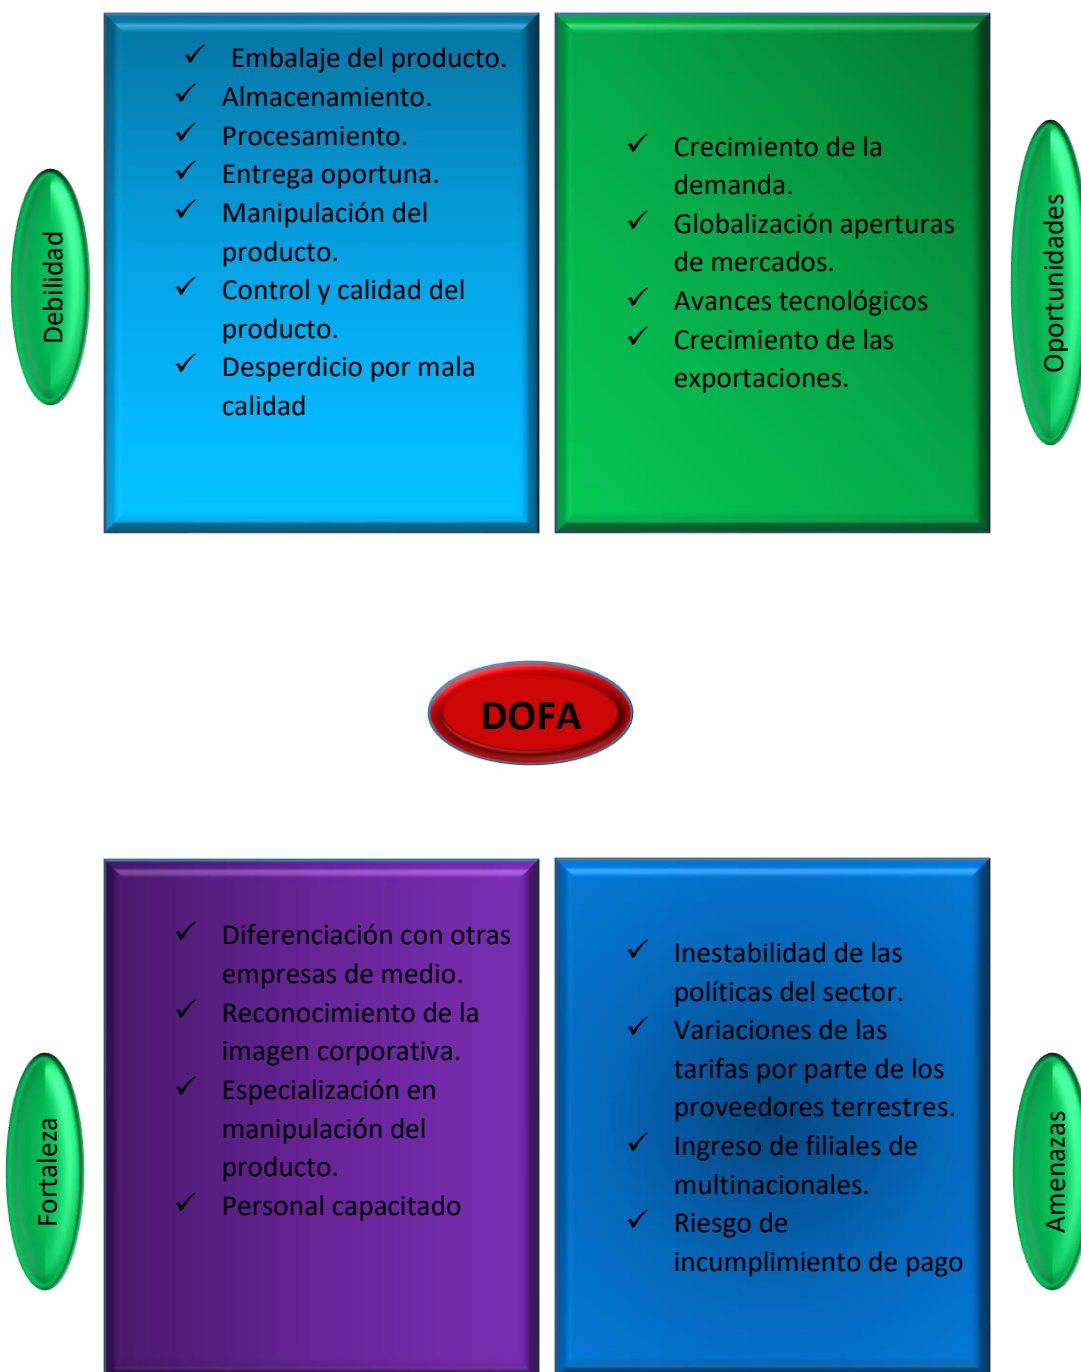 ✓ Embalaje del producto.
✓ Almacenamiento.
✓ Procesamiento.
✓ Entrega oportuna.
✓ Manipulación del
producto.
✓ Control y calidad del
producto.
✓ Desperdicio por mala
calidad
Debilidad
✓ Crecimiento de la
demanda.
✓ Globalización aperturas
de mercados.
✓ Avances tecnológicos
✓ Crecimiento de las
exportaciones.
Oportunidades
DOFA
✓ Diferenciación con otras
empresas de medio.
✓ Reconocimiento de la
imagen corporativa.
✓ Especialización en
manipulación del
producto.
✓ Personal capacitado
Fortaleza
✓ Inestabilidad de las
políticas del sector.
✓ Variaciones de las
tarifas por parte de los
proveedores terrestres.
✓ Ingreso de filiales de
multinacionales.
✓ Riesgo de
incumplimiento de pago
Amenazas